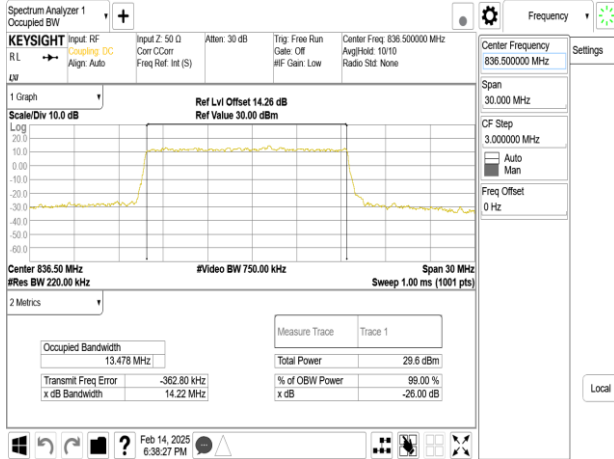 Spectrum Analyzer 1
Occupied BW
Frequency
KEYSIGHT
RL
Input: RF
Coupling: DC
Align: Auto
Input Z: 50 Ω
Corr CCorr
Freq Ref: Int (S)
Atten: 30 dB
Trig: Free Run
Gate: Off
#IF Gain: Low
Center Freq: 836.500000 MHz
Avg|Hold: 10/10
Radio Std: None
Center Frequency
836.500000 MHz
Settings
Span
30.000 MHz
CF Step
3.000000 MHz
Auto
Man
Freq Offset
0 Hz
1 Graph
Scale/Div 10.0 dB
Ref Lvl Offset 14.26 dB
Ref Value 30.00 dBm
Log
20.0
10.0
0.00
-10.0
-20.0
-30.0
-40.0
-50.0
-60.0
Center 836.50 MHz
#Res BW 220.00 kHz
#Video BW 750.00 kHz
Span 30 MHz
Sweep 1.00 ms (1001 pts)
2 Metrics
Measure Trace Trace 1
Occupied Bandwidth
13.478 MHz
Total Power 29.6 dBm
Transmit Freq Error -362.80 kHz
% of OBW Power 99.00 %
x dB Bandwidth 14.22 MHz
x dB -26.00 dB
Local
?
Feb 14, 2025
6:38:27 PM